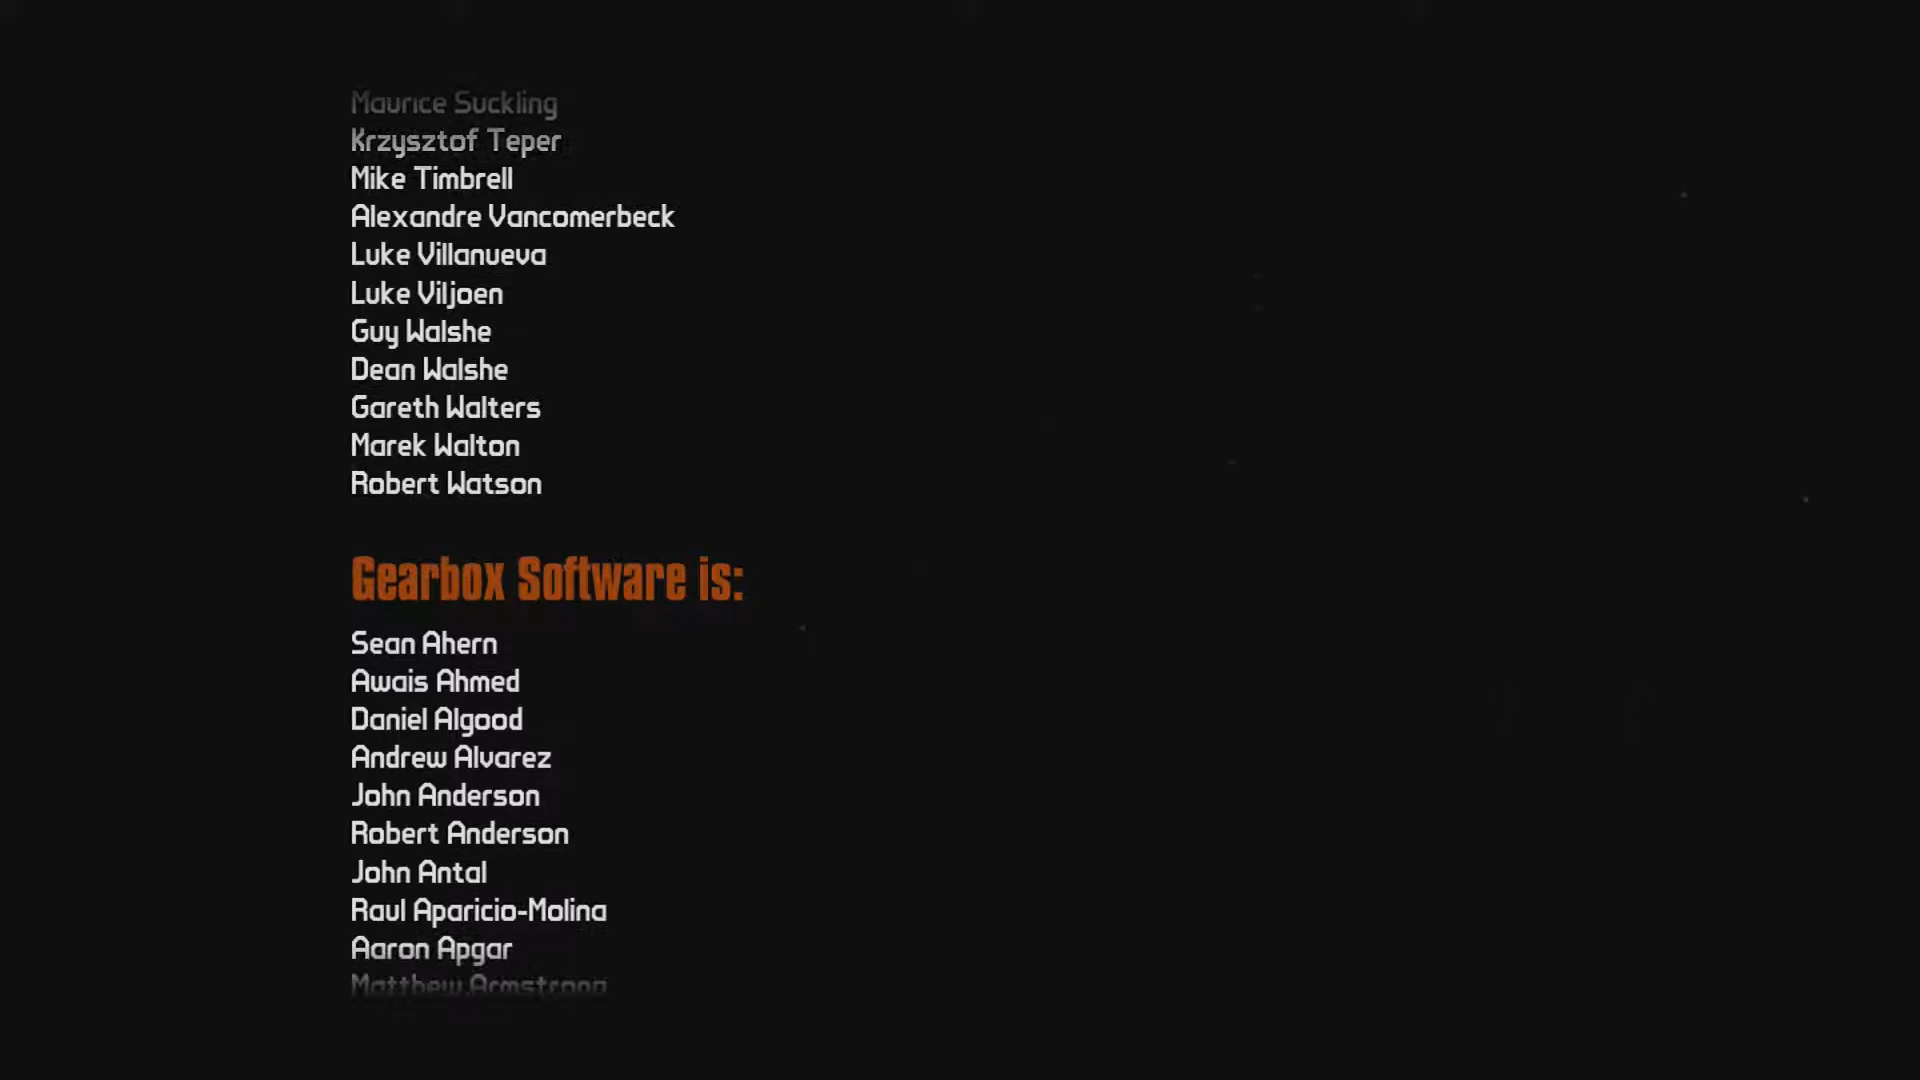 Maurice Suckling
Krzysztof Teper
Mike Timbrell
Alexandre Vancomerbeck
Luke Villanueva
Luke Viljoen
Guy Walshe
Dean Walshe
Gareth Walters
Marek Walton
Robert Watson
Gearbox Software is:
Sean Ahern
Awais Ahmed
Daniel Algood
Andrew Alvarez
John Anderson
Robert Anderson
John Antal
Raul Aparicio-Molina
Aaron Apgar
Matthew Armstrong